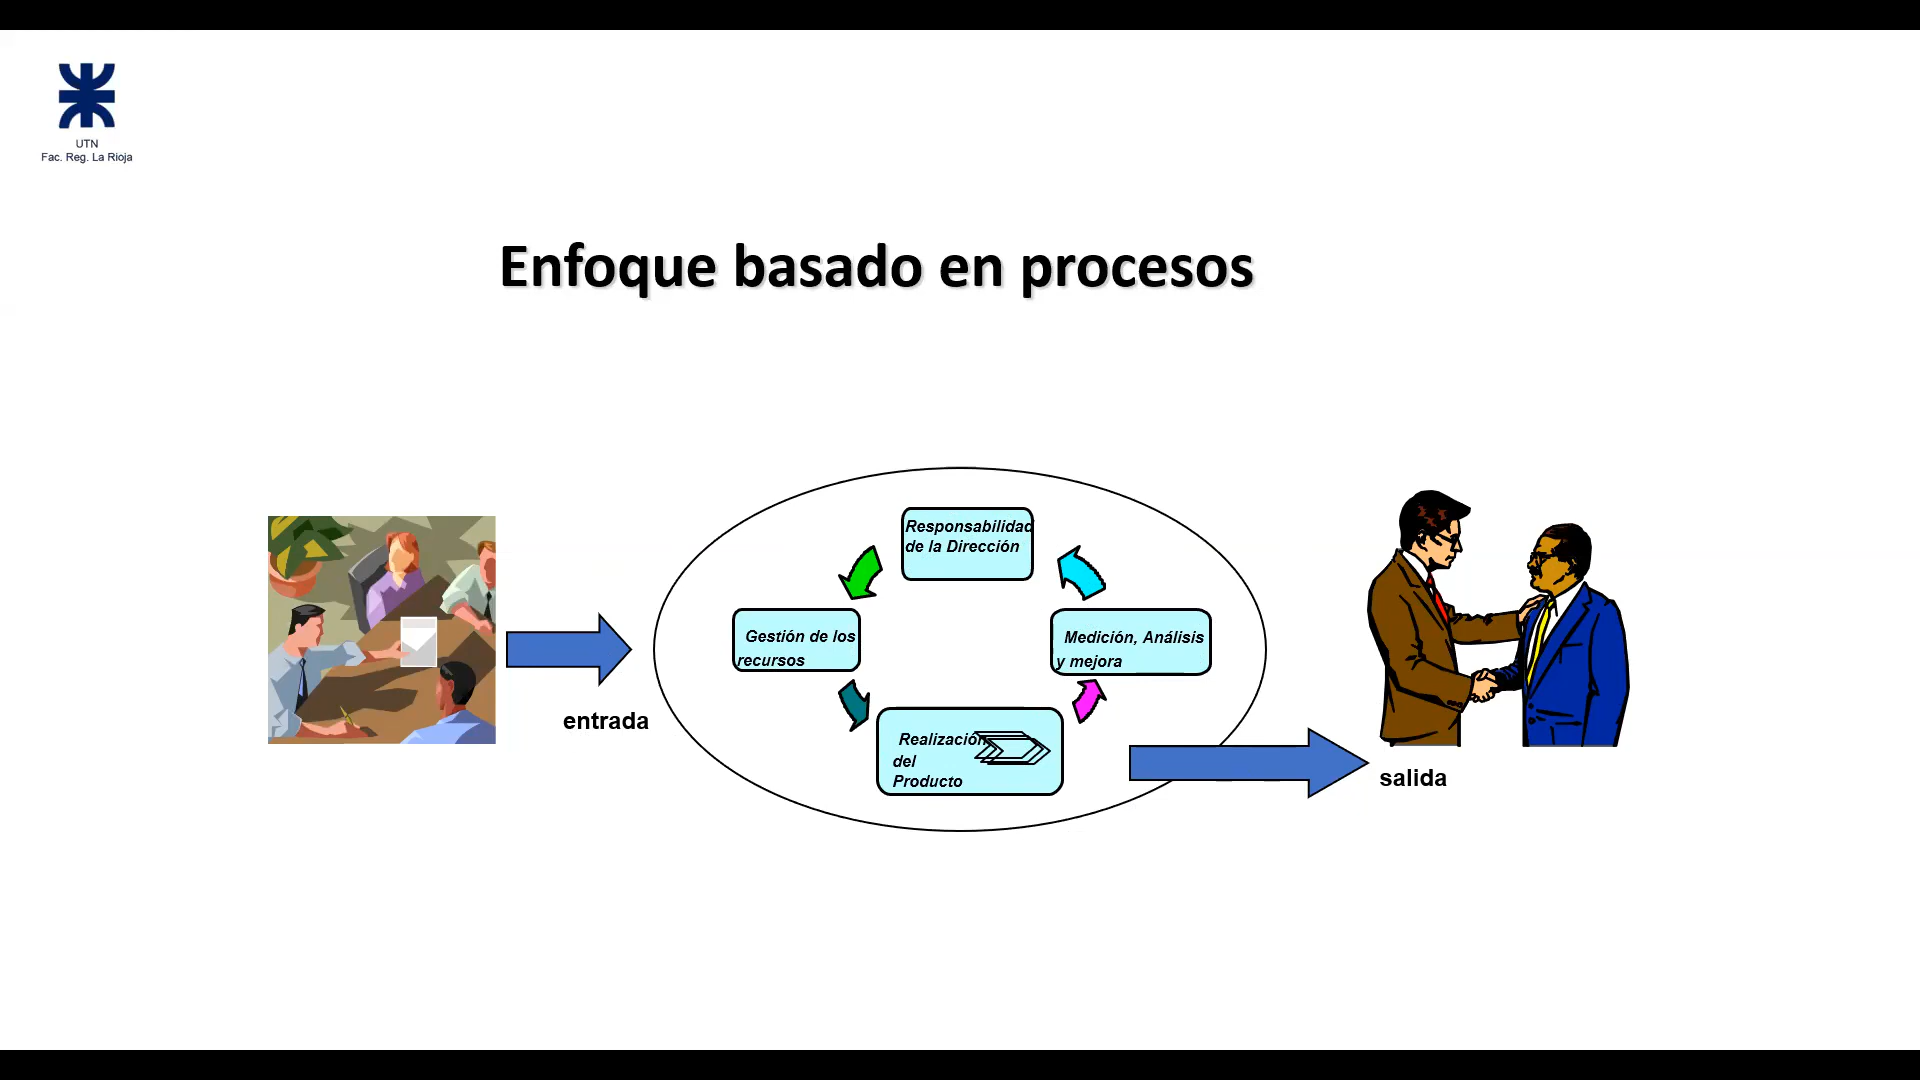 UTN
Fac. Reg. La Rioja
Enfoque basado en procesos
Responsabilidad
de la Dirección
Gestión de los
recursos
Medición, Análisis
y mejora
entrada
Realización
del
Producto
salida